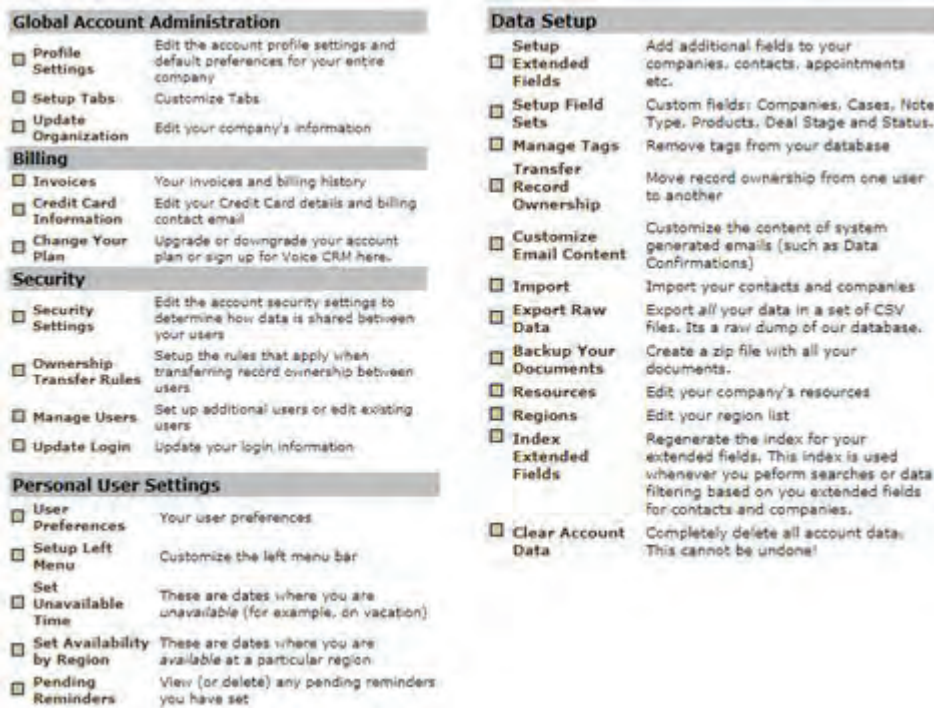 Global Account Administration
Profile Settings
Edit the account profile settings and
default preferences for your entire
company
Setup Tabs
Customize Tabs
Update Organization
Edit your company's information
Billing
Invoices
Your invoices and billing history
Credit Card Information
Edit your Credit Card details and billing
contact email
Change Your Plan
Upgrade or downgrade your account
plan or sign up for Voice CRM here.
Security
Security Settings
Edit the account security settings to
determine how data is shared between
your users
Ownership Transfer Rules
Setup the rules that apply when
transferring record ownership between
users
Manage Users
Set up additional users or edit existing
users
Update Login
Update your login information
Personal User Settings
User Preferences
Your user preferences
Setup Left Menu
Customize the left menu bar
Set Unavailable Time
These are dates where you are
unavailable (for example, on vacation)
Set Availability by Region
These are dates where you are
available at a particular region
Pending Reminders
View (or delete) any pending reminders
you have set
Data Setup
Setup Extended Fields
Add additional fields to your
companies, contacts, appointments
etc.
Setup Field Sets
Custom fields: Companies, Cases, Note
Type, Products, Deal Stage and Status.
Manage Tags
Remove tags from your database
Transfer Record Ownership
Move record ownership from one user
to another
Customize Email Content
Customize the content of system
generated emails (such as Data
Confirmations)
Import
Import your contacts and companies
Export Raw Data
Export all your data in a set of CSV
files. Its a raw dump of our database.
Backup Your Documents
Create a zip file with all your
documents.
Resources
Edit your company's resources
Regions
Edit your region list
Index Extended Fields
Regenerate the index for your
extended fields. This index is used
whenever you peform searches or data
filtering based on you extended fields
for contacts and companies.
Clear Account Data
Completely delete all account data.
This cannot be undone!